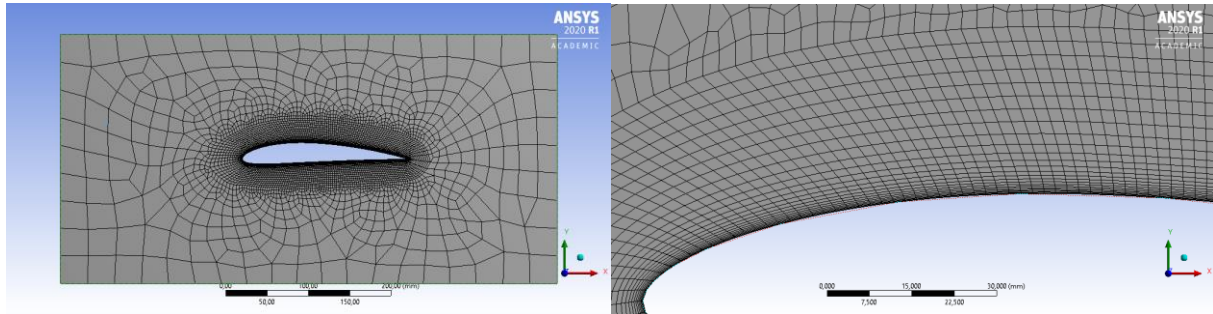 ANSYS
2020 R1
ACADEMIC
Y
X
0,00 100,00 200,00 (mm)
50,00 150,00
ANSYS
2020 R1
ACADEMIC
Y
X
0,000 15,000 30,000 (mm)
7,500 22,500